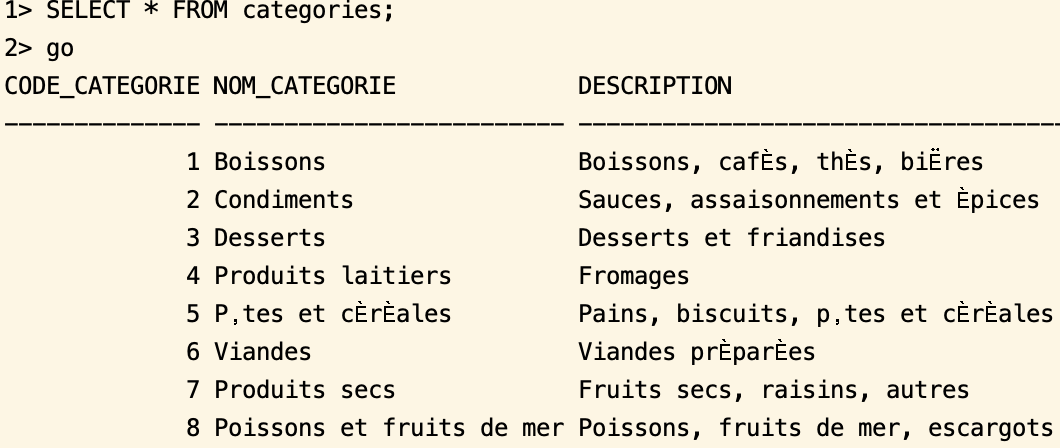 1> SELECT * FROM categories;
2> go
CODE_CATEGORIE NOM_CATEGORIE DESCRIPTION
-------------- ------------------------- -----------------------------------
1 Boissons Boissons, cafÈs, thÈs, biËres
2 Condiments Sauces, assaisonnements et Èpices
3 Desserts Desserts et friandises
4 Produits laitiers Fromages
5 P‚tes et cÈrÈales Pains, biscuits, p‚tes et cÈrÈales
6 Viandes Viandes prÈparÈes
7 Produits secs Fruits secs, raisins, autres
8 Poissons et fruits de mer Poissons, fruits de mer, escargots